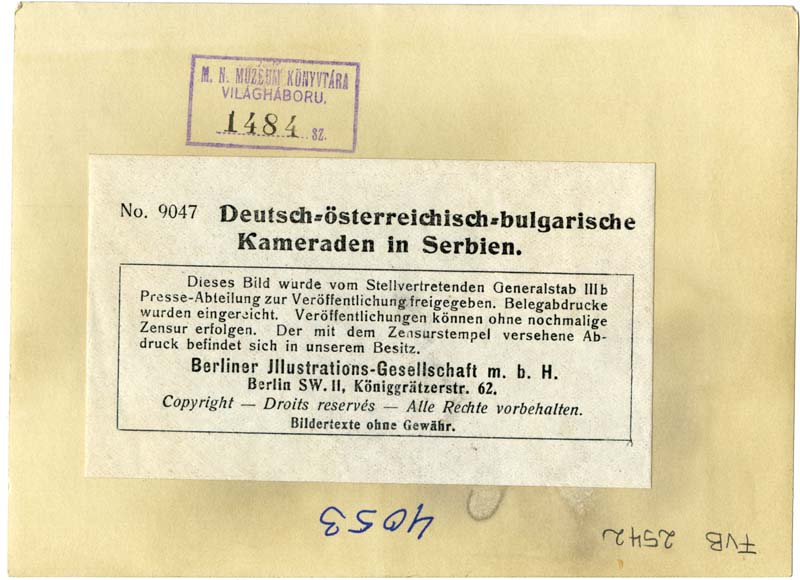 M. N. MÚZEUM KÖNYVTÁRA
VILÁGHÁBORU.
1484 SZ.
No. 9047 Deutsch=österreichisch=bulgarische
Kameraden in Serbien.
Dieses Bild wurde vom Stellvertretenden Generalstab IIIb
Presse-Abteilung zur Veröffentlichung freigegeben. Belegabdrucke
wurden eingereicht. Veröffentlichungen können ohne nochmalige
Zensur erfolgen. Der mit dem Zensurstempel versehene Ab-
druck befindet sich in unserem Besitz.
Berliner Jllustrations-Gesellschaft m. b. H.
Berlin SW. 11, Königgrätzerstr. 62.
Copyright — Droits reservés — Alle Rechte vorbehalten.
Bildertexte ohne Gewähr.
4053
FvB 2542